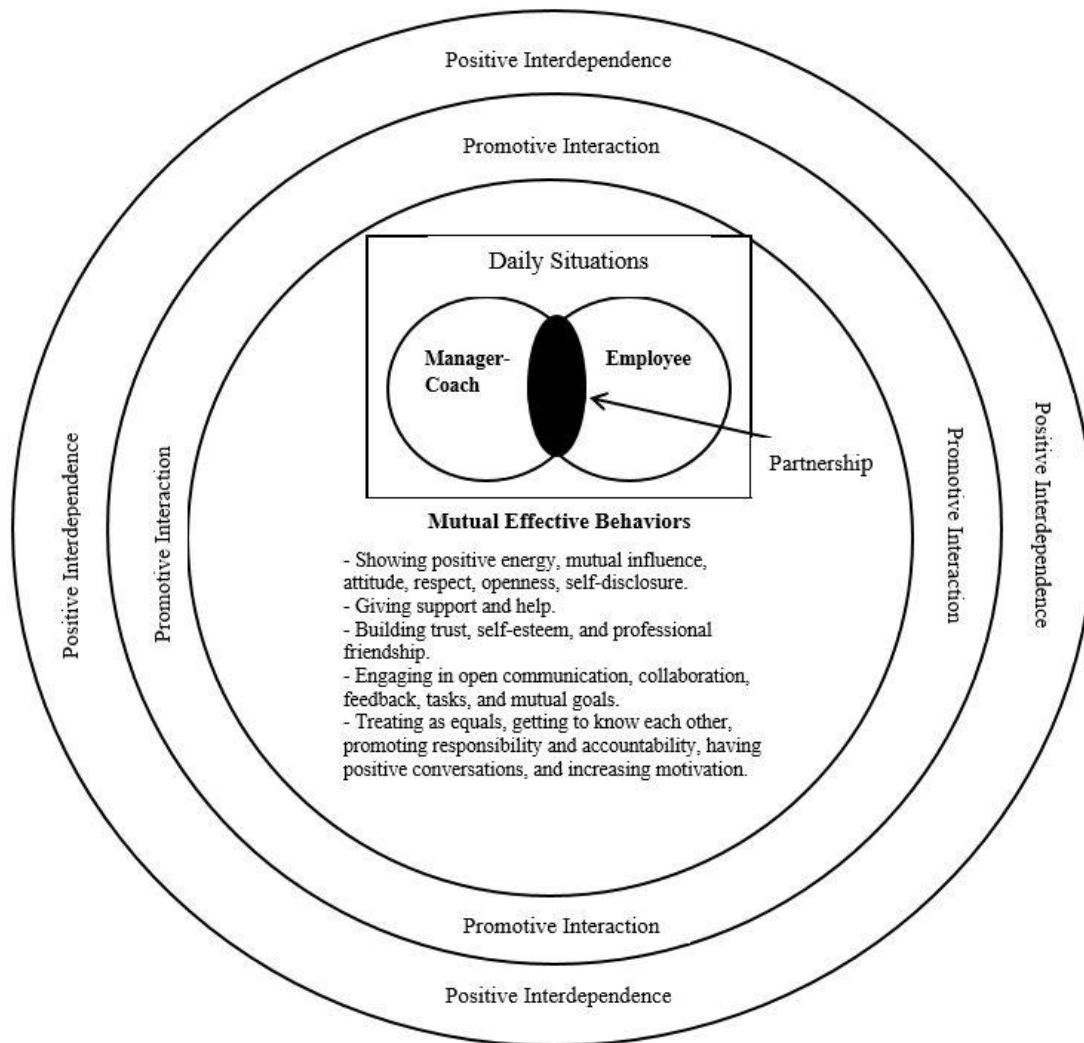 Positive Interdependence
Promotive Interaction
Daily Situations
Manager-
Coach
Employee
Partnership
Positive Interdependence
Promotive Interaction
Promotive Interaction
Positive Interdependence
Mutual Effective Behaviors
- Showing positive energy, mutual influence,
attitude, respect, openness, self-disclosure.
- Giving support and help.
- Building trust, self-esteem, and professional
friendship.
- Engaging in open communication, collaboration,
feedback, tasks, and mutual goals.
- Treating as equals, getting to know each other,
promoting responsibility and accountability, having
positive conversations, and increasing motivation.
Promotive Interaction
Positive Interdependence